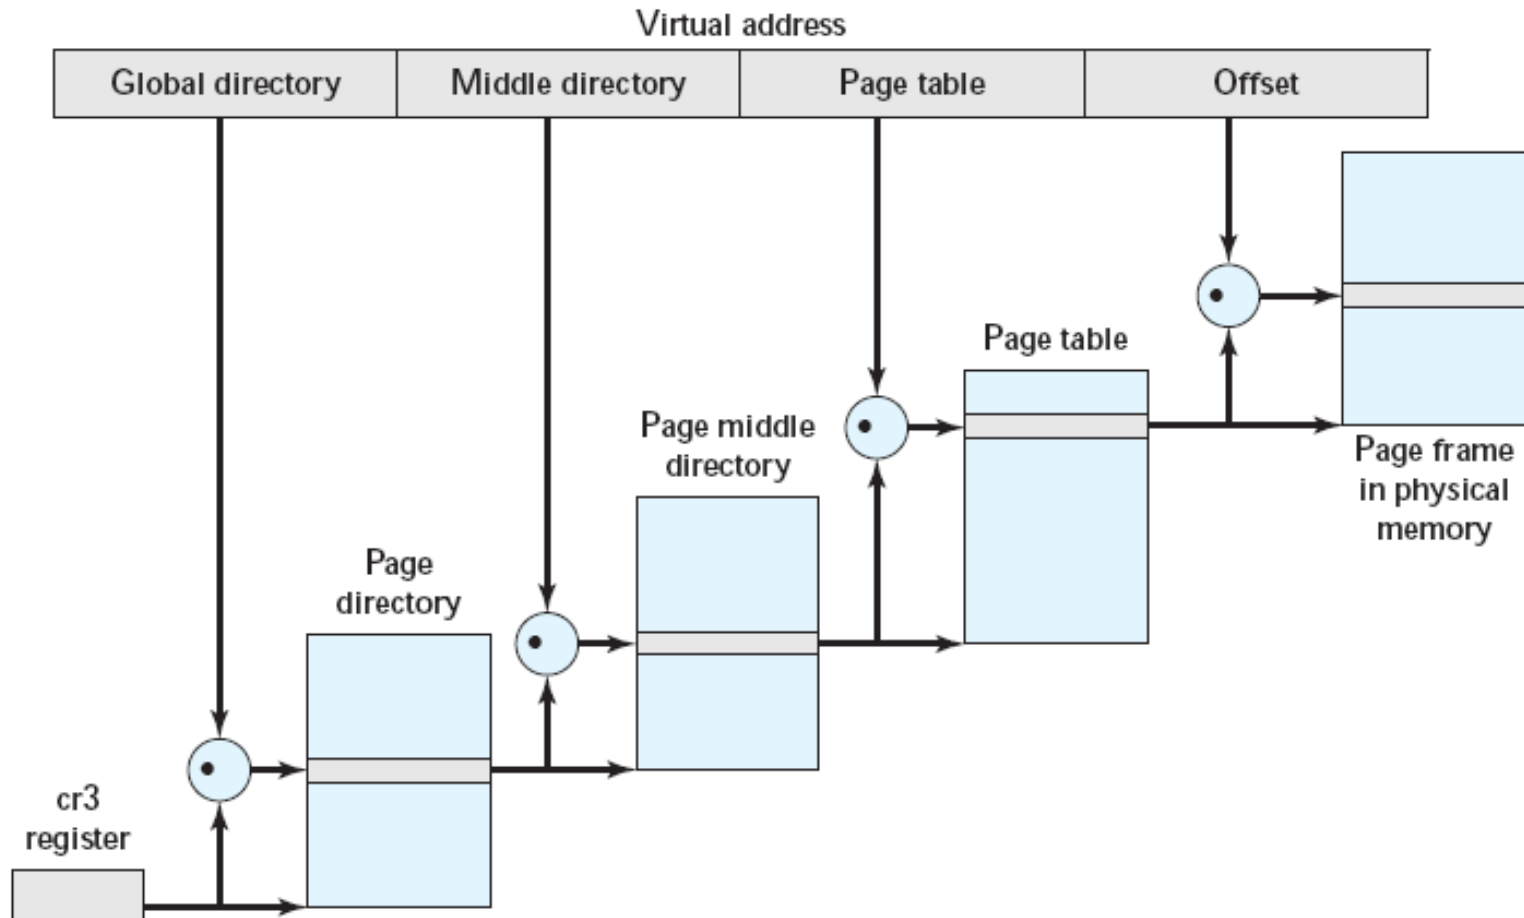 Virtual address
Global directory
Middle directory
Page table
Offset
Page table
Page middle
directory
Page frame
in physical
memory
Page
directory
cr3
register